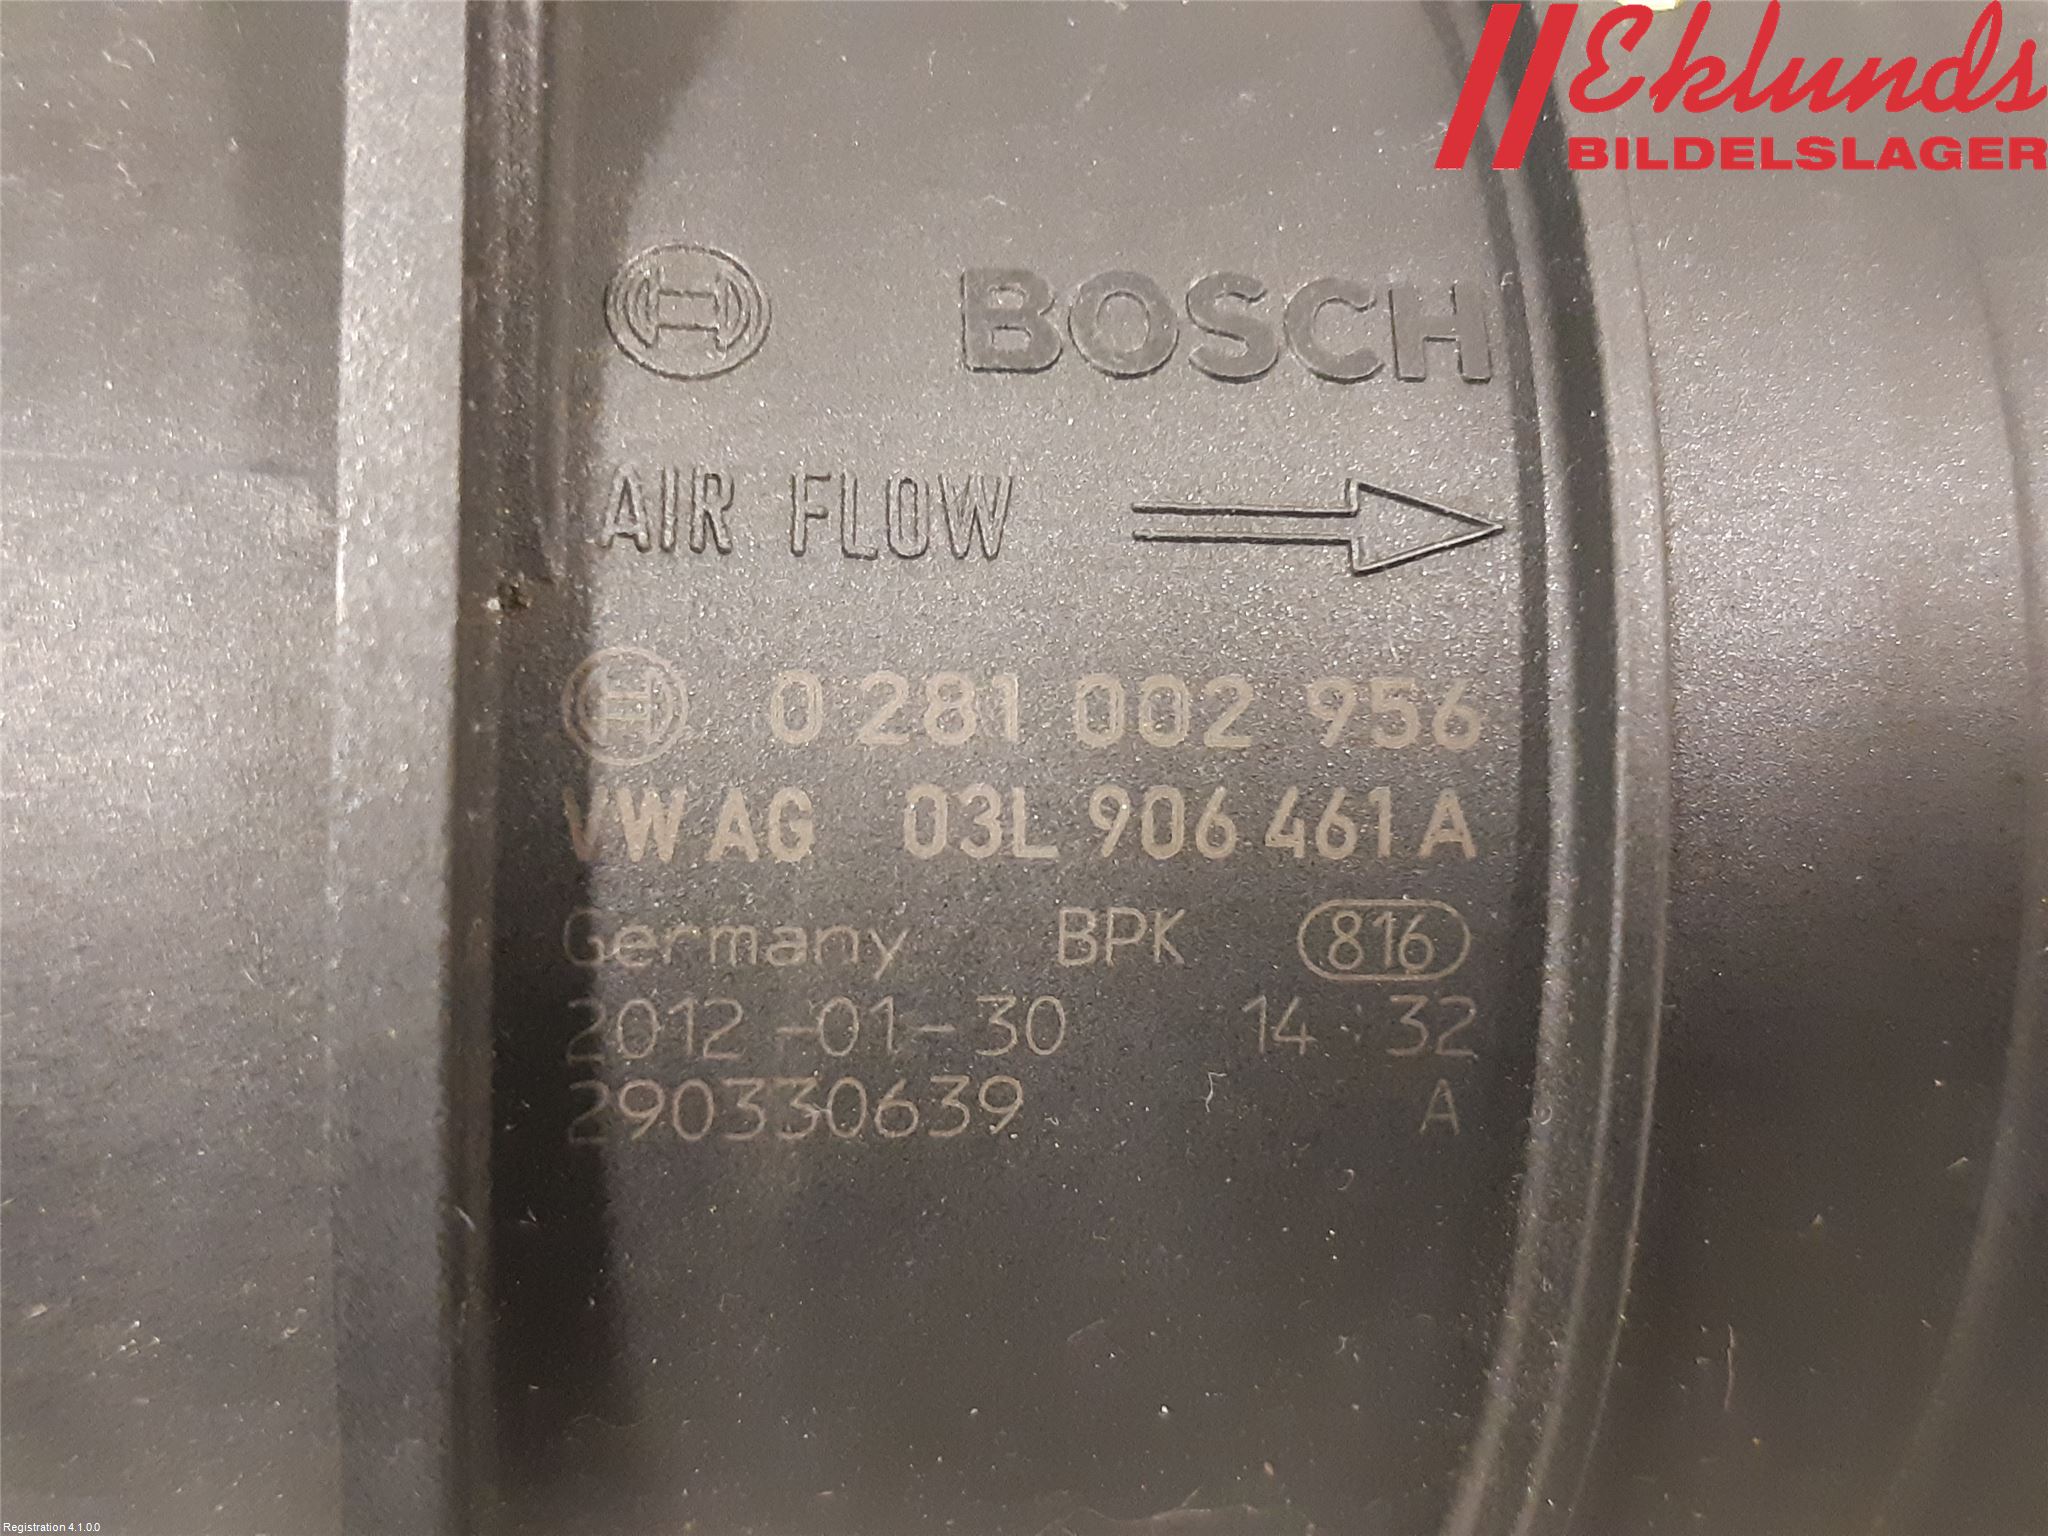 Eklunds
BILDELSLAGER
BOSCH
AIR FLOW
0 281 002 956
VW AG 03L 906 461 A
Germany BPK 816
2012-01-30 14:32
290330639 A
Registration 4.1.0.0